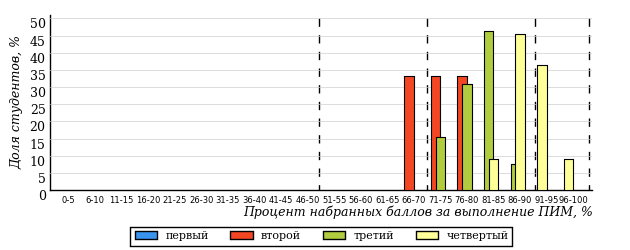 50
45
40
35
30
25
20
15
10
5
0
Доля студентов, %
0-5 6-10 11-15 16-20 21-25 26-30 31-35 36-40 41-45 46-50 51-55 56-60 61-65 66-70 71-75 76-80 81-85 86-90 91-95 96-100
Процент набранных баллов за выполнение ПИМ, %
первый второй третий четвертый